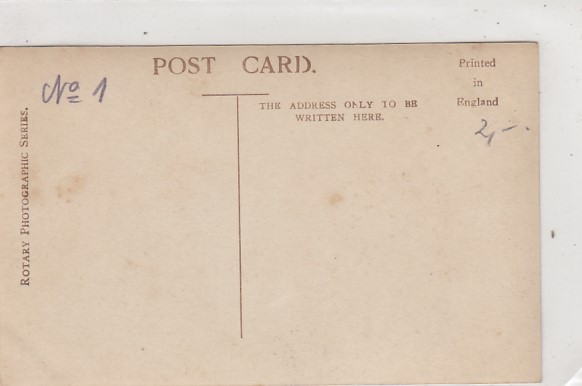 POST CARD.
Printed
in
England
No 1
THE ADDRESS ONLY TO BE
WRITTEN HERE.
2,-.
ROTARY PHOTOGRAPHIC SERIES.